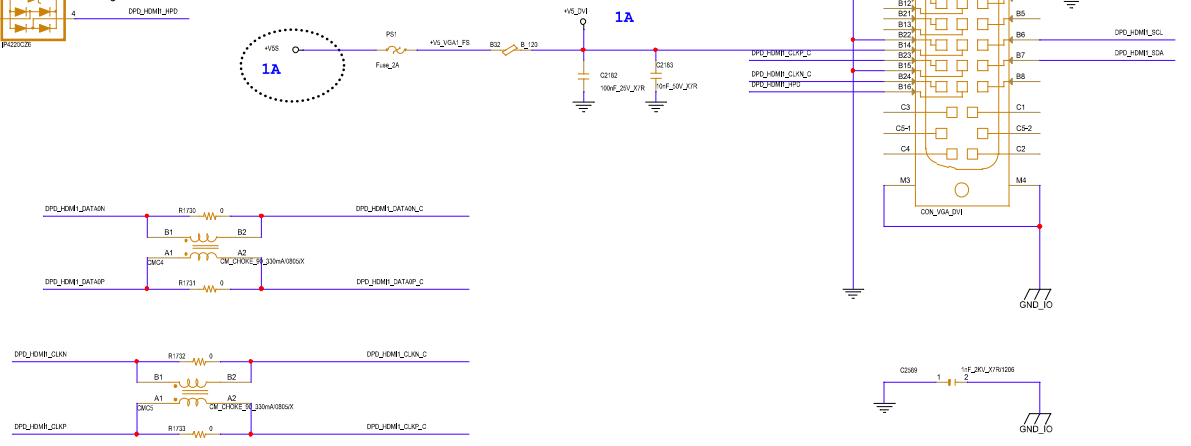 4 DPD_HDMI1_HPD
IP4220CZ6
+V5_DVI
1A
B12
B21
B13
B22
B14
B23
B15
B24
B16
B5
B6
B7
B8
DPD_HDMI1_SCL
DPD_HDMI1_SDA
+V5S
1A
PS1
Fuse_2A
+V5_VGA1_FS
B32 B_120
C2182
100nF_25V_X7R
C2183
10nF_50V_X7R
DPD_HDMI1_CLKP_C
DPD_HDMI1_CLKN_C
DPD_HDMI1_HPD
C3 C1
C5-1 C5-2
C4 C2
M3 M4
CON_VGA_DVI
DPD_HDMI1_DATA0N R1730 0 DPD_HDMI1_DATA0N_C
B1 B2
A1 A2
CMC4 CM_CHOKE_90_330mA/0805/X
DPD_HDMI1_DATA0P R1731 0 DPD_HDMI1_DATA0P_C
GND_IO
DPD_HDMI1_CLKN R1732 0 DPD_HDMI1_CLKN_C
B1 B2
A1 A2
CMC5 CM_CHOKE_90_330mA/0805/X
DPD_HDMI1_CLKP R1733 0 DPD_HDMI1_CLKP_C
C2589 1nF_2KV_X7R/1206
1 2
GND_IO